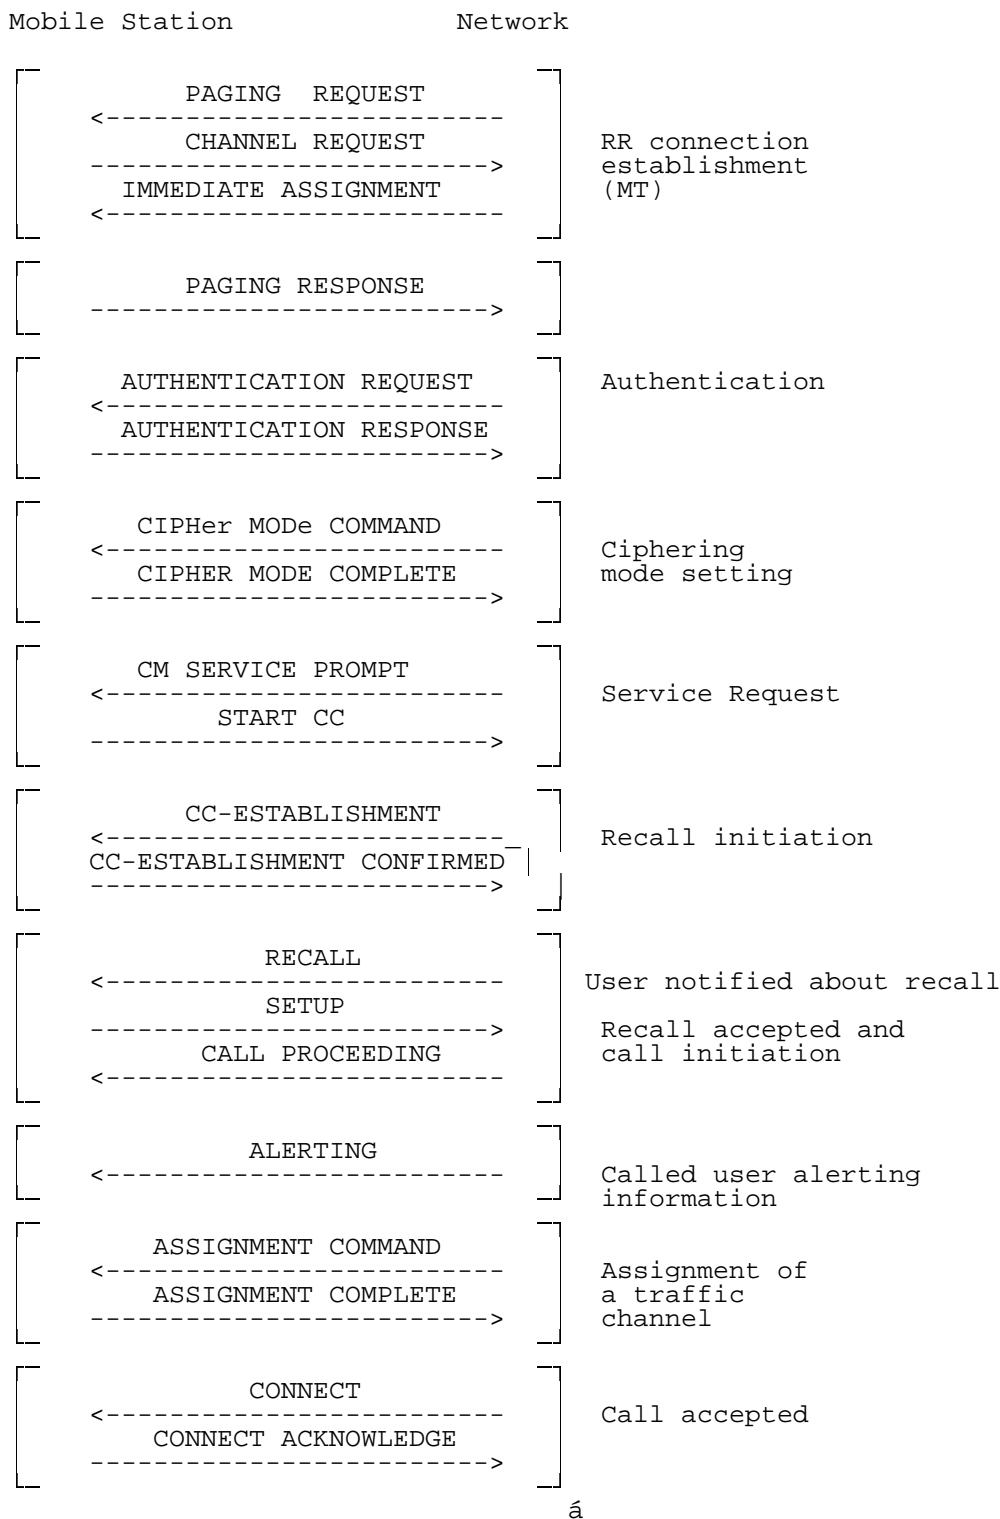 Mobile Station Network
PAGING REQUEST
<-------------------------
CHANNEL REQUEST
RR connection
------------------------->
establishment
IMMEDIATE ASSIGNMENT
(MT)
<-------------------------
PAGING RESPONSE
------------------------->
AUTHENTICATION REQUEST
Authentication
<-------------------------
AUTHENTICATION RESPONSE
------------------------->
CIPHer MODe COMMAND
<-------------------------
Ciphering
CIPHER MODE COMPLETE
mode setting
------------------------->
CM SERVICE PROMPT
<-------------------------
Service Request
START CC
------------------------->
CC-ESTABLISHMENT
<-------------------------
Recall initiation
CC-ESTABLISHMENT CONFIRMED
------------------------->
RECALL
<-------------------------
User notified about recall
SETUP
------------------------->
Recall accepted and
CALL PROCEEDING
call initiation
<-------------------------
ALERTING
<-------------------------
Called user alerting
information
ASSIGNMENT COMMAND
<-------------------------
Assignment of
ASSIGNMENT COMPLETE
a traffic
------------------------->
channel
CONNECT
<-------------------------
Call accepted
CONNECT ACKNOWLEDGE
------------------------->
á